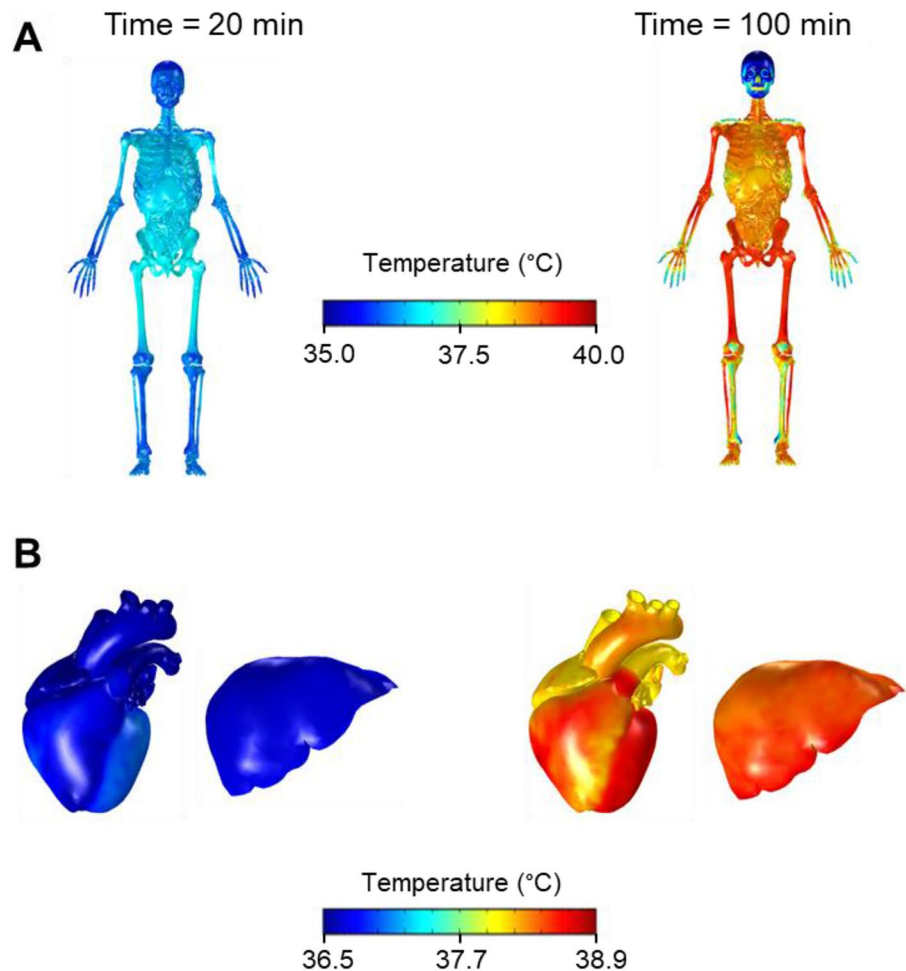 A
Time = 20 min
Time = 100 min
Temperature (°C)
35.0 37.5 40.0
B
Temperature (°C)
36.5 37.7 38.9